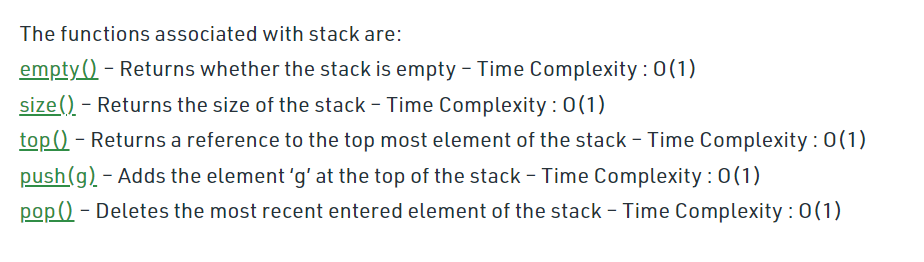 The functions associated with stack are:
empty() – Returns whether the stack is empty – Time Complexity : O(1)
size() – Returns the size of the stack – Time Complexity : O(1)
top() – Returns a reference to the top most element of the stack – Time Complexity : O(1)
push(g) – Adds the element ‘g’ at the top of the stack – Time Complexity : O(1)
pop() – Deletes the most recent entered element of the stack – Time Complexity : O(1)